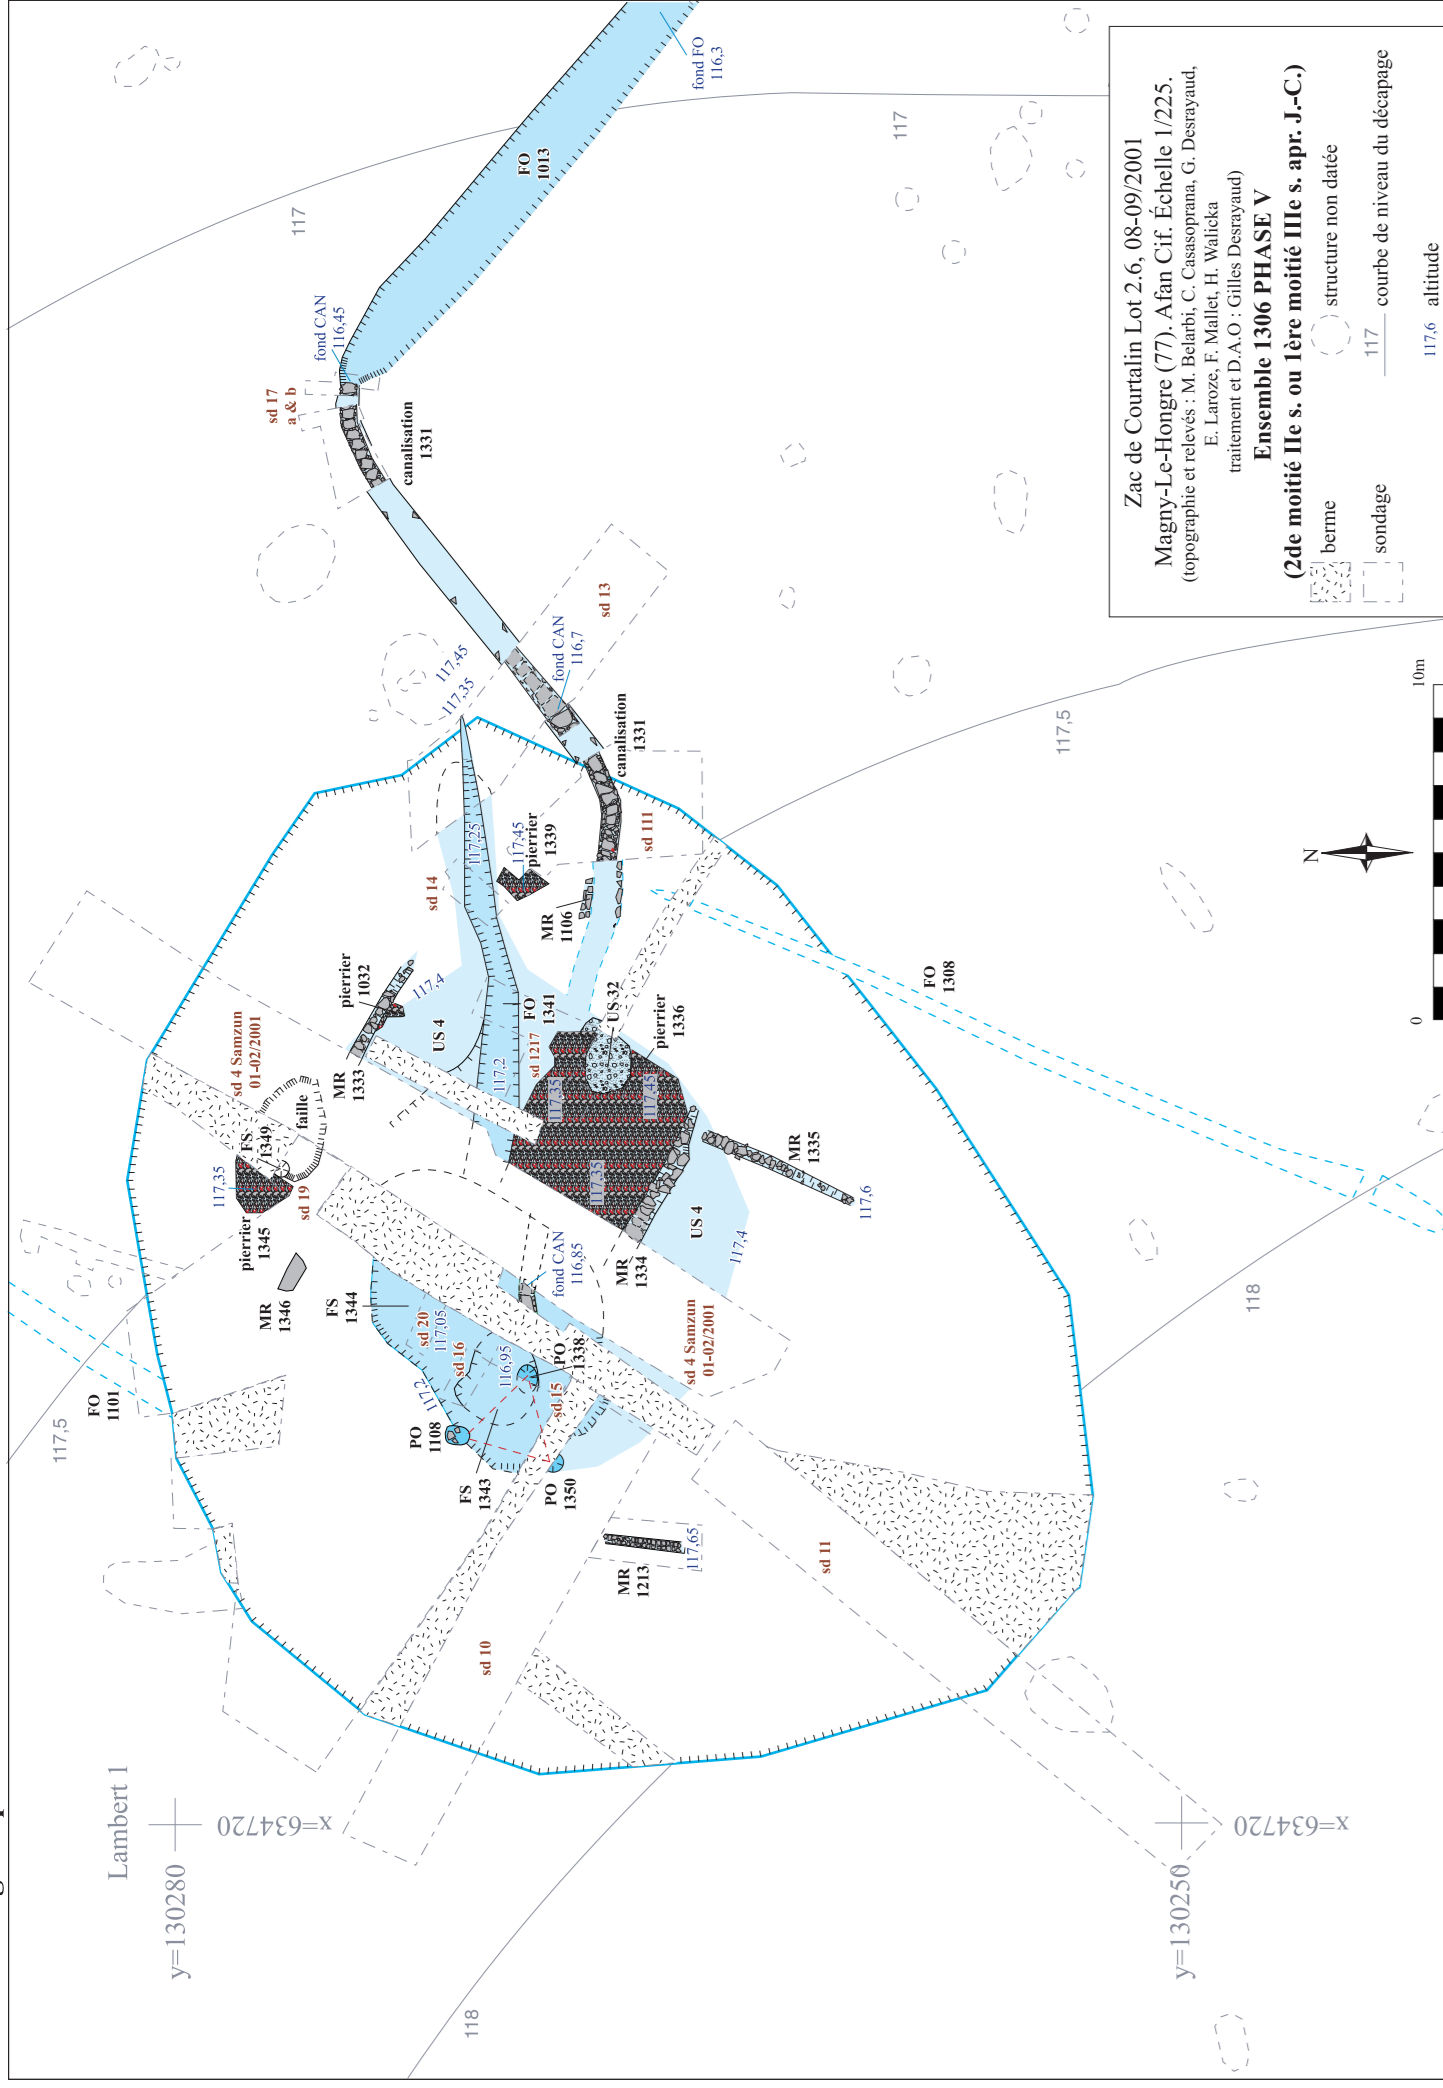 Lambert 1
y=130280
x=634720
y=130250
x=634720
118
117,5
FO
1101
MR
1346
pierrier
1345
117,35
sd 19
FS
1349
faille
sd 4 Samzun
01-02/2001
FS
1344
sd 20
117,05
sd 16
116,95
117,2
PO
1108
FS
1343
PO
1350
sd 15
PO
1338
fond CAN
116,85
sd 10
MR
1213
117,65
sd 11
sd 4 Samzun
01-02/2001
MR
1333
pierrier
1032
117,4
US 4
sd 14
FO
1341
117,2
117,25
sd 1217
117,35
117,35
117,45
US 32
pierrier
1336
MR
1334
US 4
117,4
MR
1335
117,6
MR
1106
117,45
pierrier
1339
sd 111
canalisation
1331
117,35
117,45
fond CAN
116,7
sd 13
canalisation
1331
sd 17
a & b
fond CAN
116,45
117
FO
1013
fond FO
116,3
117
117,5
FO
1308
118
N
0
10m
Zac de Courtalin Lot 2.6, 08-09/2001
Magny-Le-Hongre (77). Afan Cif. Échelle 1/225.
(topographie et relevés : M. Belarbi, C. Casasoprana, G. Desrayaud,
E. Laroze, F. Mallet, H. Walicka
traitement et D.A.O : Gilles Desrayaud)
Ensemble 1306 PHASE V
(2de moitié IIe s. ou 1ère moitié IIIe s. apr. J.-C.)
berme
structure non datée
sondage
117
courbe de niveau du décapage
117,6
altitude